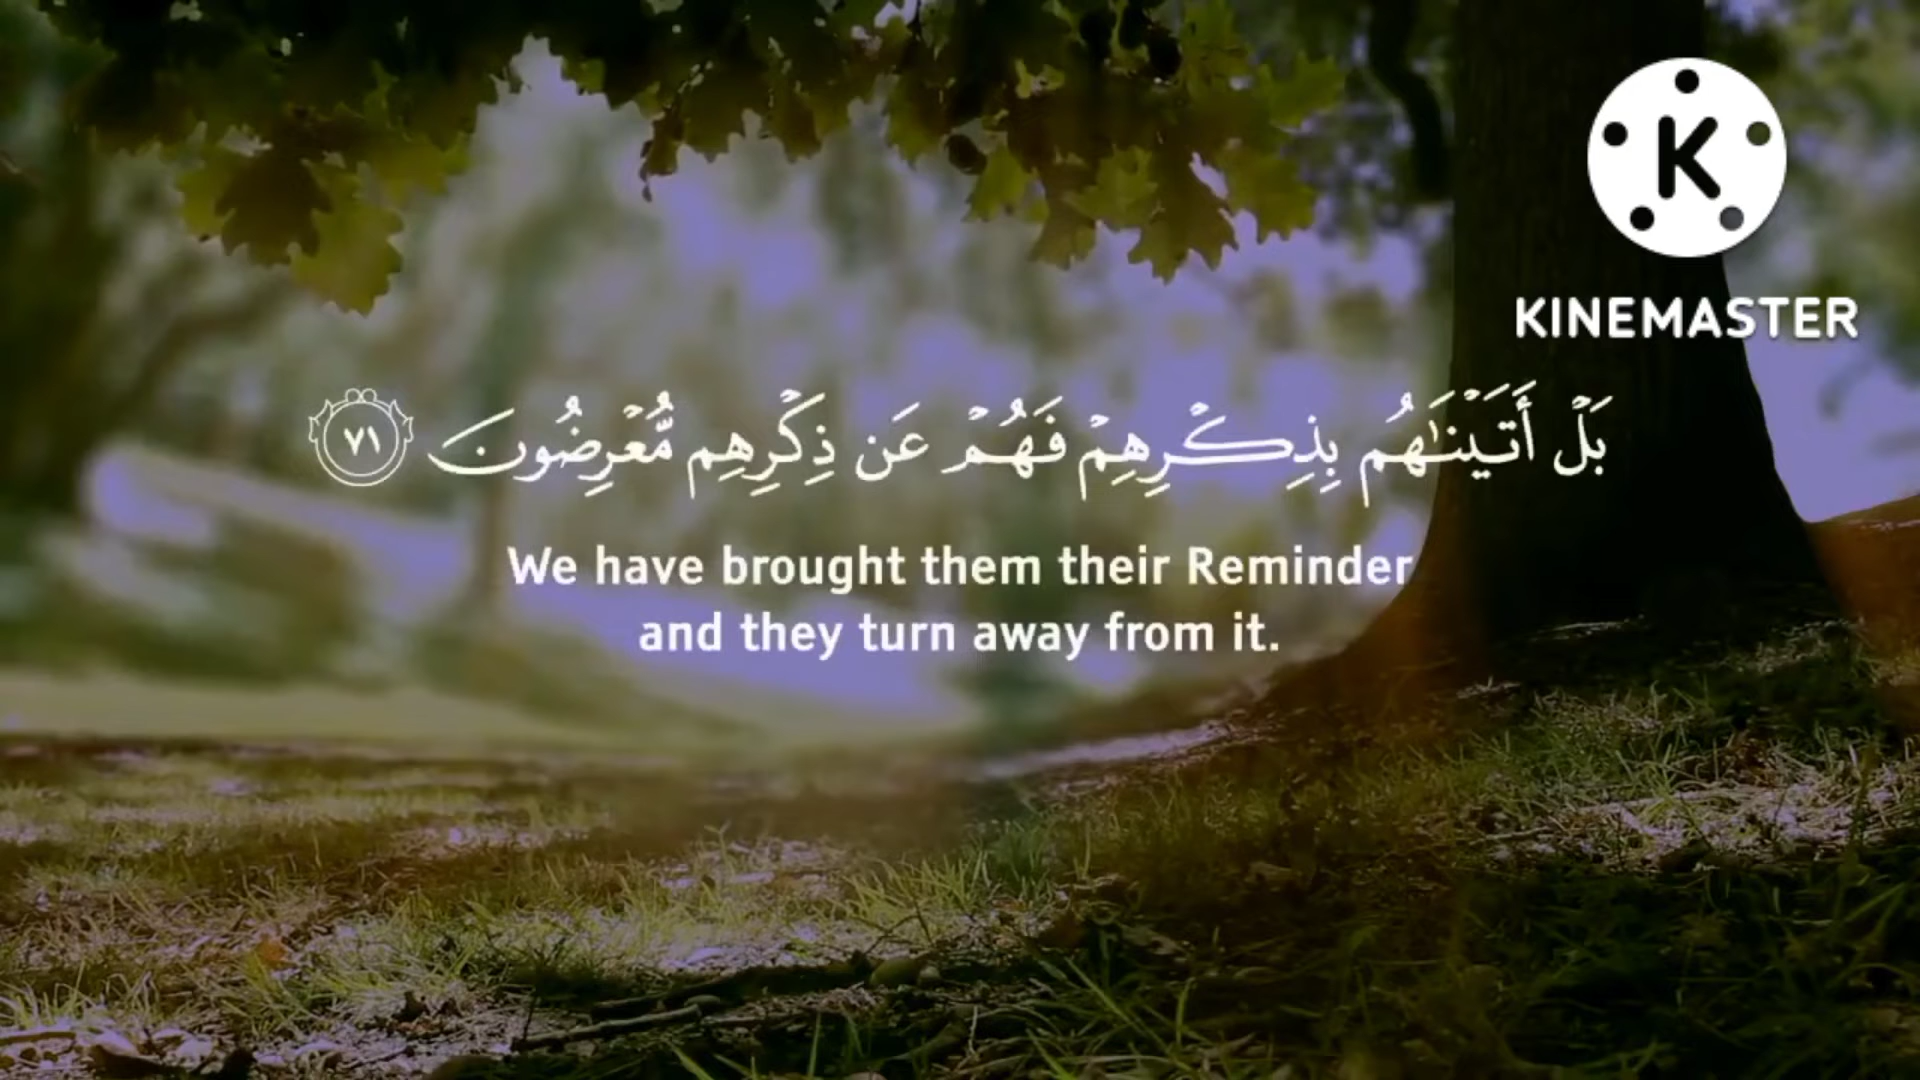 KINEMASTER
بَلْ أَتَيْنَٰهُم بِذِكْرِهِمْ فَهُمْ عَن ذِكْرِهِم مُّعْرِضُونَ ٧١
We have brought them their Reminder
and they turn away from it.